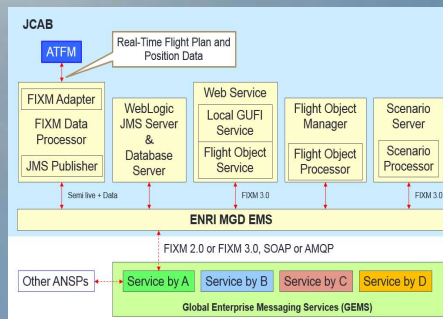 JCAB
ATFM
Real-Time Flight Plan and
Position Data
FIXM Adapter
FIXM Data
Processor
JMS Publisher
WebLogic
JMS Server
&
Database
Server
Web Service
Local GUFI
Service
Flight Object
Service
Flight Object
Manager
Flight Object
Processor
Scenario
Server
Scenario
Processor
Semi live + Data
FIXM 3.0
FIXM 3.0
ENRI MGD EMS
FIXM 2.0 or FIXM 3.0, SOAP or AMQP
Other ANSPs
Service by A
Service by B
Service by C
Service by D
Global Enterprise Messaging Services (GEMS)